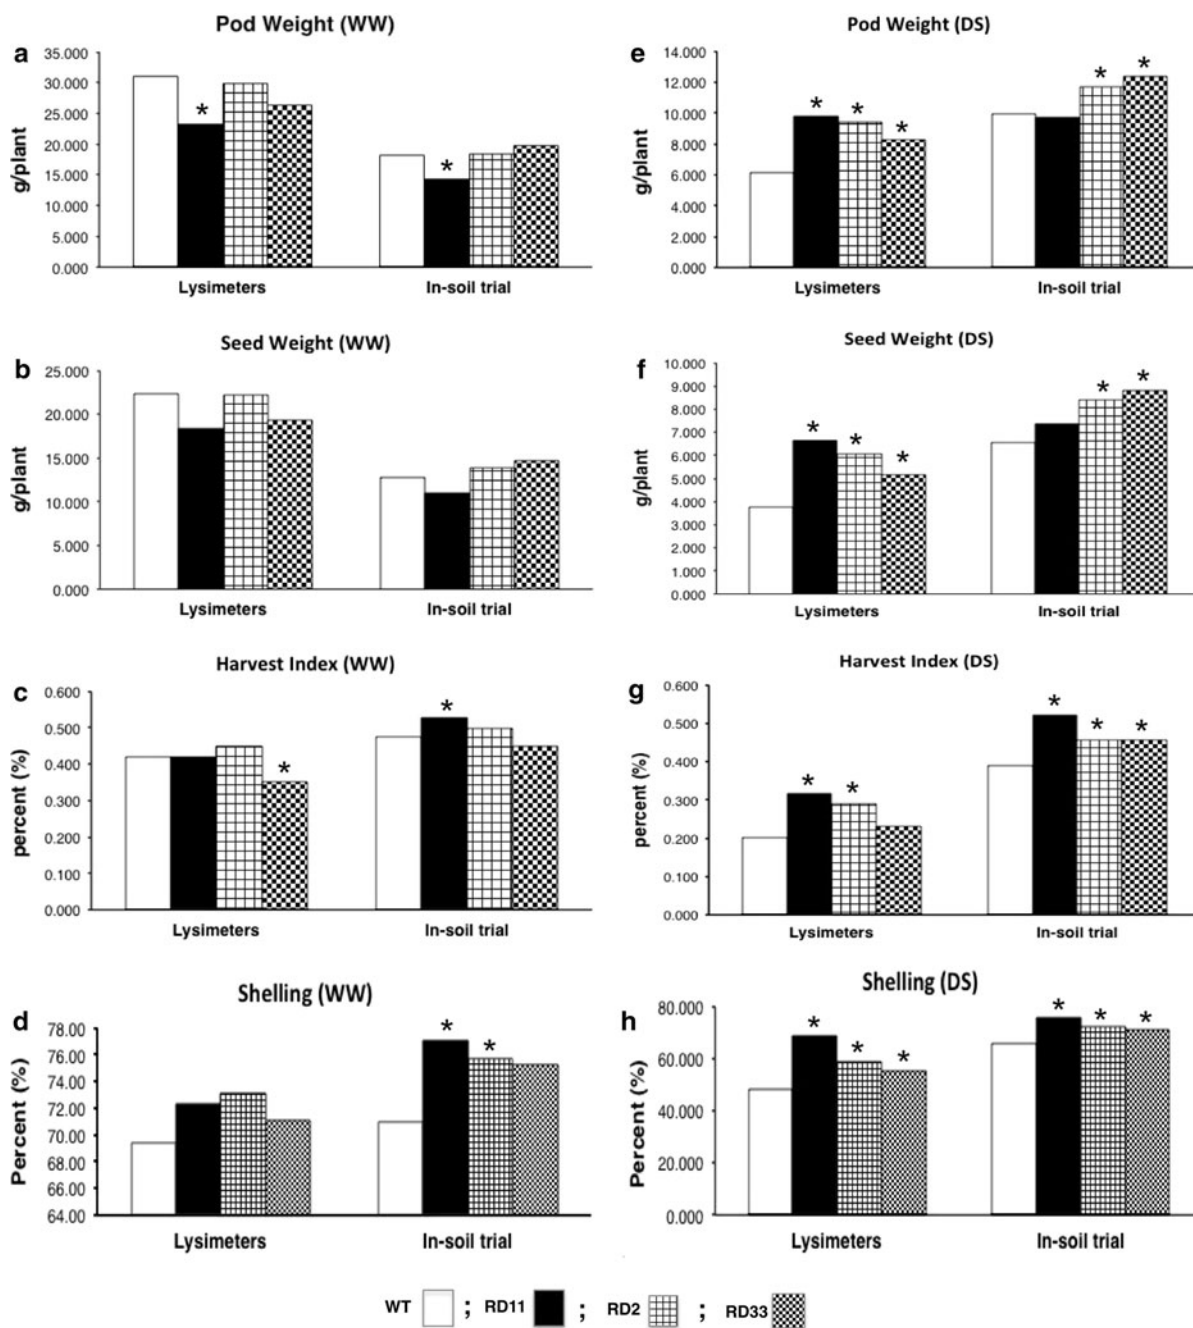 Pod Weight (WW)
a
35.000
30.000
25.000
20.000
15.000
10.000
5.000
0.000
g/plant
*
*
Lysimeters
In-soil trial
Pod Weight (DS)
e
14.000
12.000
10.000
8.000
6.000
4.000
2.000
0.000
g/plant
* * *
* *
Lysimeters
In-soil trial
Seed Weight (WW)
b
25.000
20.000
15.000
10.000
5.000
0.000
g/plant
Lysimeters
In-soil trial
Seed Weight (DS)
f
10.000
9.000
8.000
7.000
6.000
5.000
4.000
3.000
2.000
1.000
0.000
g/plant
* * *
* *
Lysimeters
In-soil trial
Harvest Index (WW)
c
0.600
0.500
0.400
0.300
0.200
0.100
0.000
percent (%)
*
*
Lysimeters
In-soil trial
Harvest Index (DS)
g
0.600
0.500
0.400
0.300
0.200
0.100
0.000
percent (%)
* *
* * *
Lysimeters
In-soil trial
Shelling (WW)
d
78.00
76.00
74.00
72.00
70.00
68.00
66.00
64.00
Percent (%)
* *
Lysimeters
In-soil trial
Shelling (DS)
h
80.000
60.000
40.000
20.000
0.000
Percent (%)
* * *
* * *
Lysimeters
In-soil trial
WT ; RD11 ; RD2 ; RD33